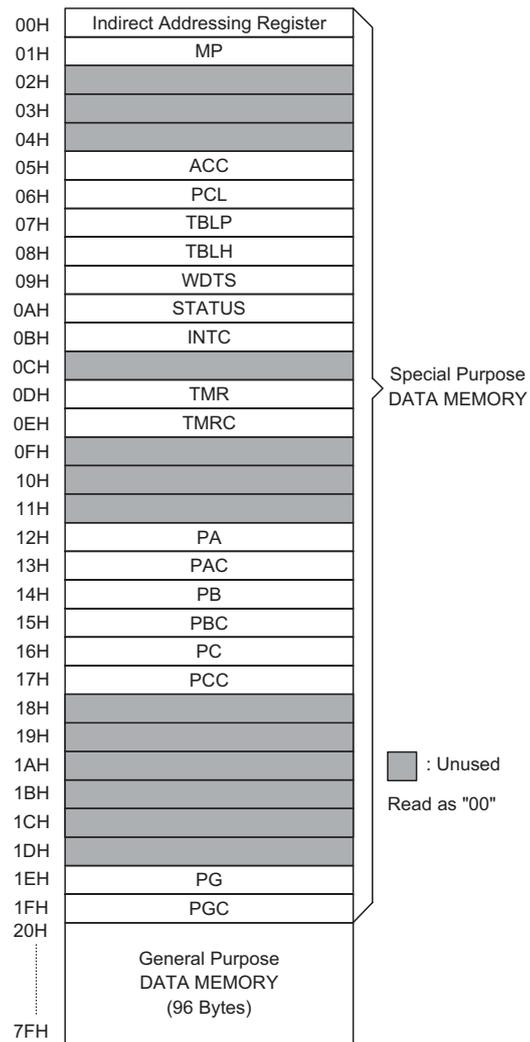 00H Indirect Addressing Register
01H MP
02H
03H
04H
05H ACC
06H PCL
07H TBLP
08H TBLH
09H WDTS
0AH STATUS
0BH INTC
0CH
0DH TMR
0EH TMRC
0FH
10H
11H
12H PA
13H PAC
14H PB
15H PBC
16H PC
17H PCC
18H
19H
1AH
1BH
1CH
1DH
1EH PG
1FH PGC
20H
General Purpose
DATA MEMORY
(96 Bytes)
7FH
Special Purpose
DATA MEMORY
: Unused
Read as "00"